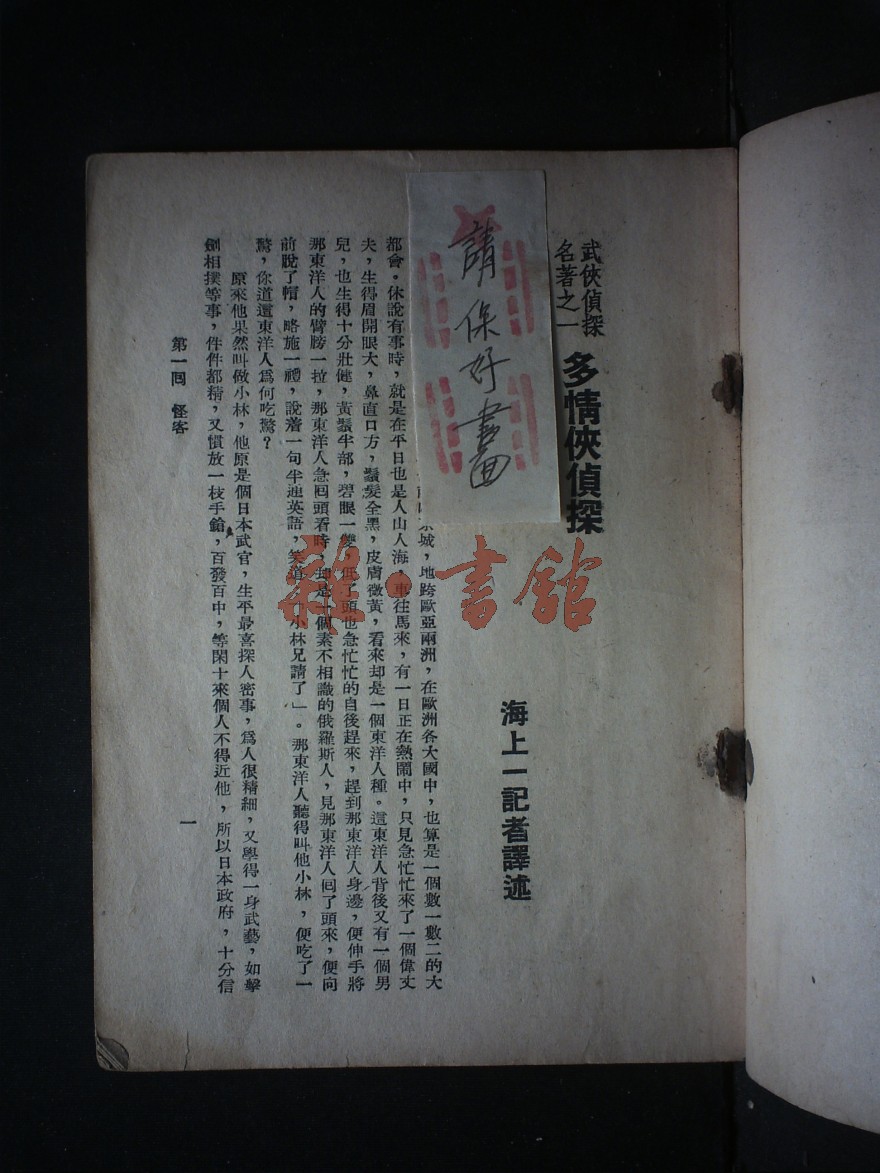 武俠偵探
名著之一
多情俠偵探
海上一記者譯述
請保好書
京城，地跨歐亞兩洲，在歐洲各大國中，也算是一個數一數二的大
都會。休說有事時，就是在平日也是人山人海，車往馬來，有一日正在熱鬧中，只見急忙忙來了一個偉丈
夫，生得眉開眼大，鼻直口方，鬚髮全黑，皮膚微黃，看來却是一個東洋人種。這東洋人背後又有一個男
兒，也生得十分壯健，黃鬚半部，碧眼一雙，低了頭也急忙忙的自後趕來，趕到那東洋人身邊，便伸手將
那東洋人的臂膀一拉，那東洋人急回頭看時，却是一個素不相識的俄羅斯人，見那東洋人回了頭來，便向
前脫了帽，略施一禮，說着一句半逈英語，笑道「小林兄請了」。那東洋人聽得叫他小林，便吃了一
驚，你道這東洋人爲何吃驚？
原來他果然叫做小林，他原是個日本武官，生平最喜探人密事，爲人很精細，又學得一身武藝，如擊
劍相撲等事，件件都精，又慣放一枝手鎗，百發百中，等閑十來個人不得近他，所以日本政府，十分信
第一回 怪客
一
雜·書館